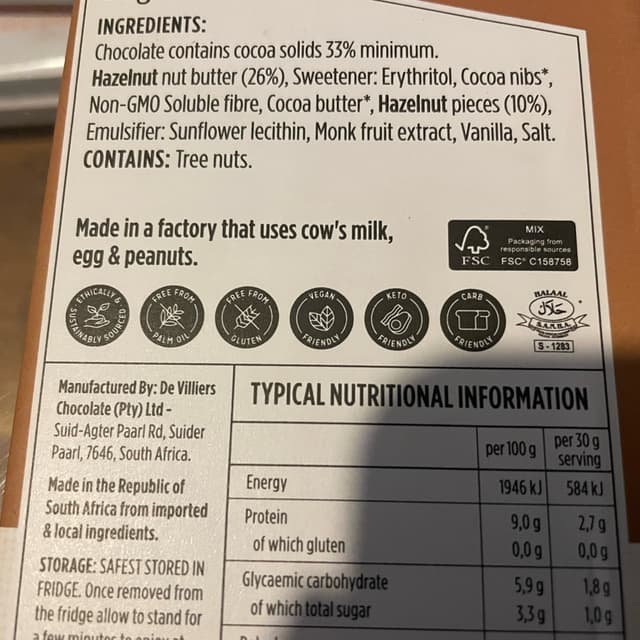 INGREDIENTS:
Chocolate contains cocoa solids 33% minimum.
Hazelnut nut butter (26%), Sweetener: Erythritol, Cocoa nibs*,
Non-GMO Soluble fibre, Cocoa butter*, Hazelnut pieces (10%),
Emulsifier: Sunflower lecithin, Monk fruit extract, Vanilla, Salt.
CONTAINS: Tree nuts.
Made in a factory that uses cow's milk,
egg & peanuts.
FSC
MIX
Packaging from
responsible sources
FSC® C158758
ETHICALLY &
SUSTAINABLY SOURCED
FREE FROM
PALM OIL
FREE FROM
GLUTEN
VEGAN
FRIENDLY
KETO
FRIENDLY
CARB
FRIENDLY
HALAAL
حلال
S.A.N.H.A.
S - 1283
Manufactured By: De Villiers
Chocolate (Pty) Ltd -
Suid-Agter Paarl Rd, Suider
Paarl, 7646, South Africa.
Made in the Republic of
South Africa from imported
& local ingredients.
STORAGE: SAFEST STORED IN
FRIDGE. Once removed from
the fridge allow to stand for
a few minutes to enjoy at
TYPICAL NUTRITIONAL INFORMATION
per 100 g per 30 g
serving
Energy 1946 kJ 584 kJ
Protein 9,0 g 2,7 g
of which gluten 0,0 g 0,0 g
Glycaemic carbohydrate 5,9 g 1,8 g
of which total sugar 3,3 g 1,0 g